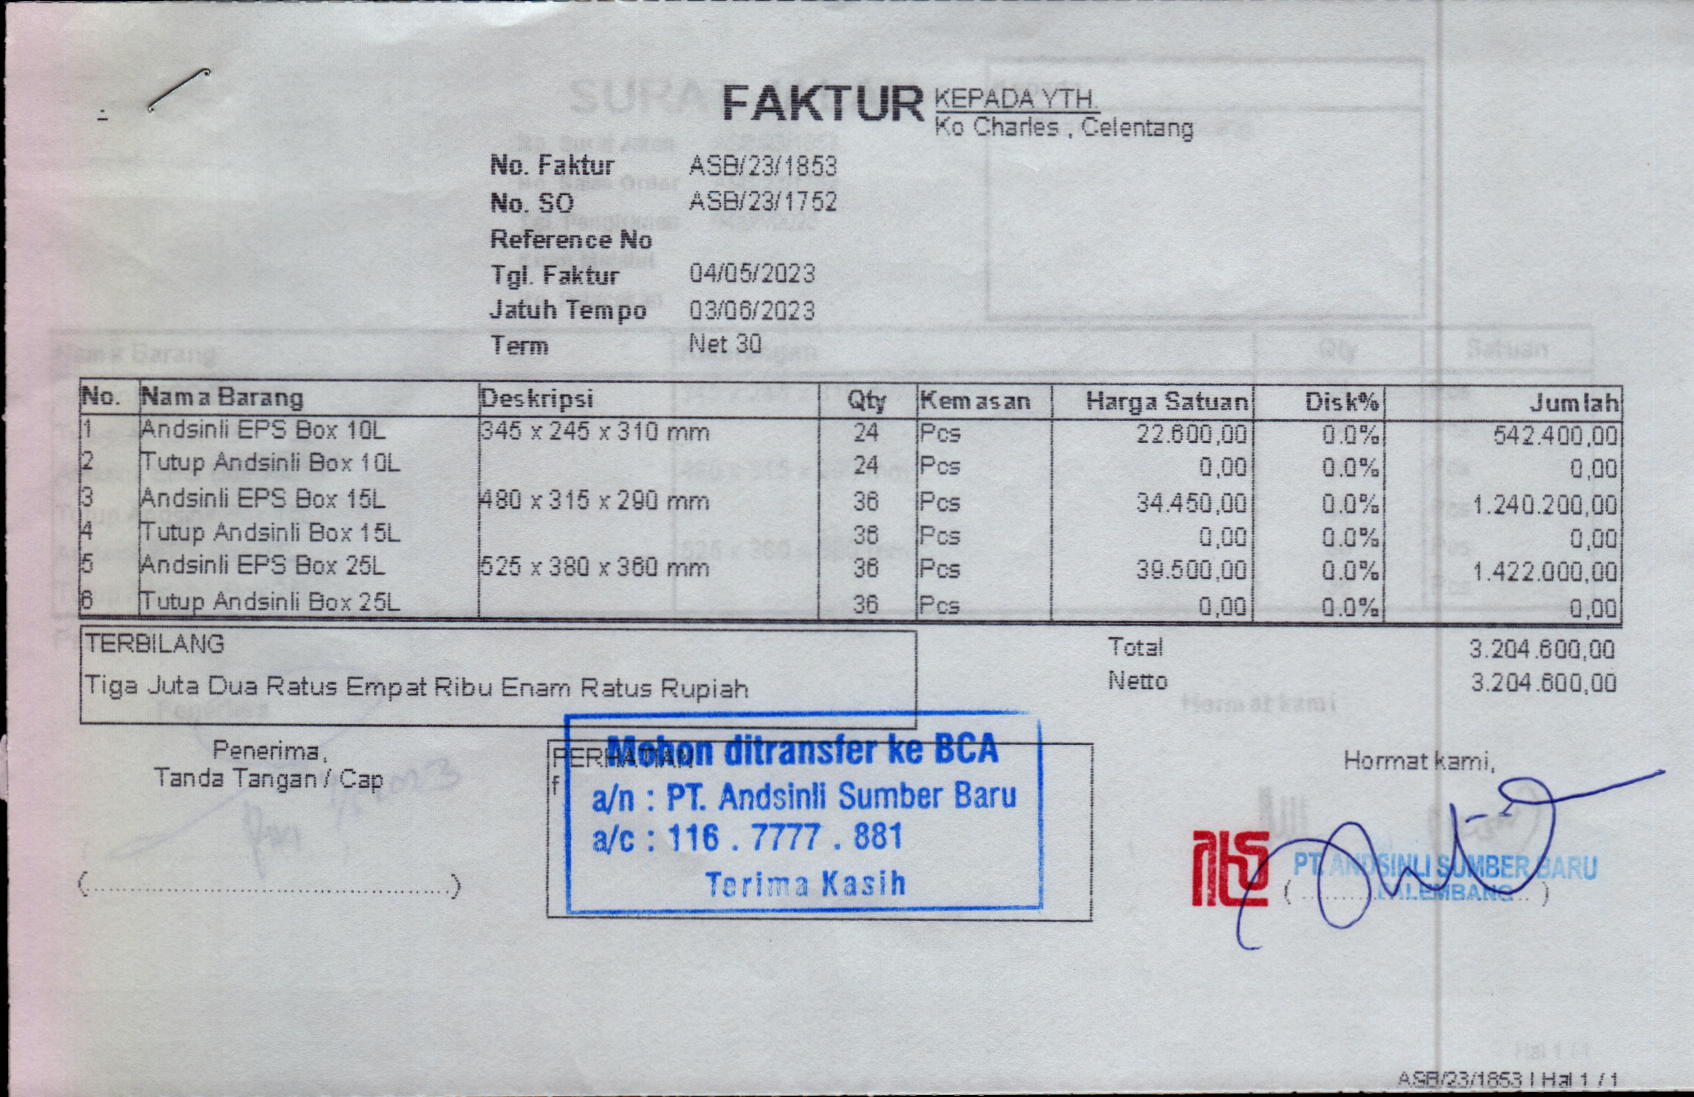 FAKTUR
KEPADA YTH.
Ko Charles , Celentang
No. Faktur ASB/23/1853
No. SO ASB/23/1752
Reference No
Tgl. Faktur 04/05/2023
Jatuh Tempo 03/06/2023
Term Net 30
No. Nama Barang Deskripsi Qty Kemasan Harga Satuan Disk% Jumlah
1 Andsinli EPS Box 10L 345 x 245 x 310 mm 24 Pcs 22.600,00 0.0% 542.400,00
2 Tutup Andsinli Box 10L 24 Pcs 0,00 0.0% 0,00
3 Andsinli EPS Box 15L 480 x 315 x 290 mm 36 Pcs 34.450,00 0.0% 1.240.200,00
4 Tutup Andsinli Box 15L 36 Pcs 0,00 0.0% 0,00
5 Andsinli EPS Box 25L 525 x 380 x 360 mm 36 Pcs 39.500,00 0.0% 1.422.000,00
6 Tutup Andsinli Box 25L 36 Pcs 0,00 0.0% 0,00
TERBILANG
Tiga Juta Dua Ratus Empat Ribu Enam Ratus Rupiah
Total 3.204.600,00
Netto 3.204.600,00
Penerima,
Tanda Tangan / Cap
(..........................................)
PERHATIAN
f
Mohon ditransfer ke BCA
a/n : PT. Andsinli Sumber Baru
a/c : 116 . 7777 . 881
Terima Kasih
Hormat kami,
PT. ANDSINLI SUMBER BARU
PALEMBANG
ASB/23/1853 | Hal 1 / 1